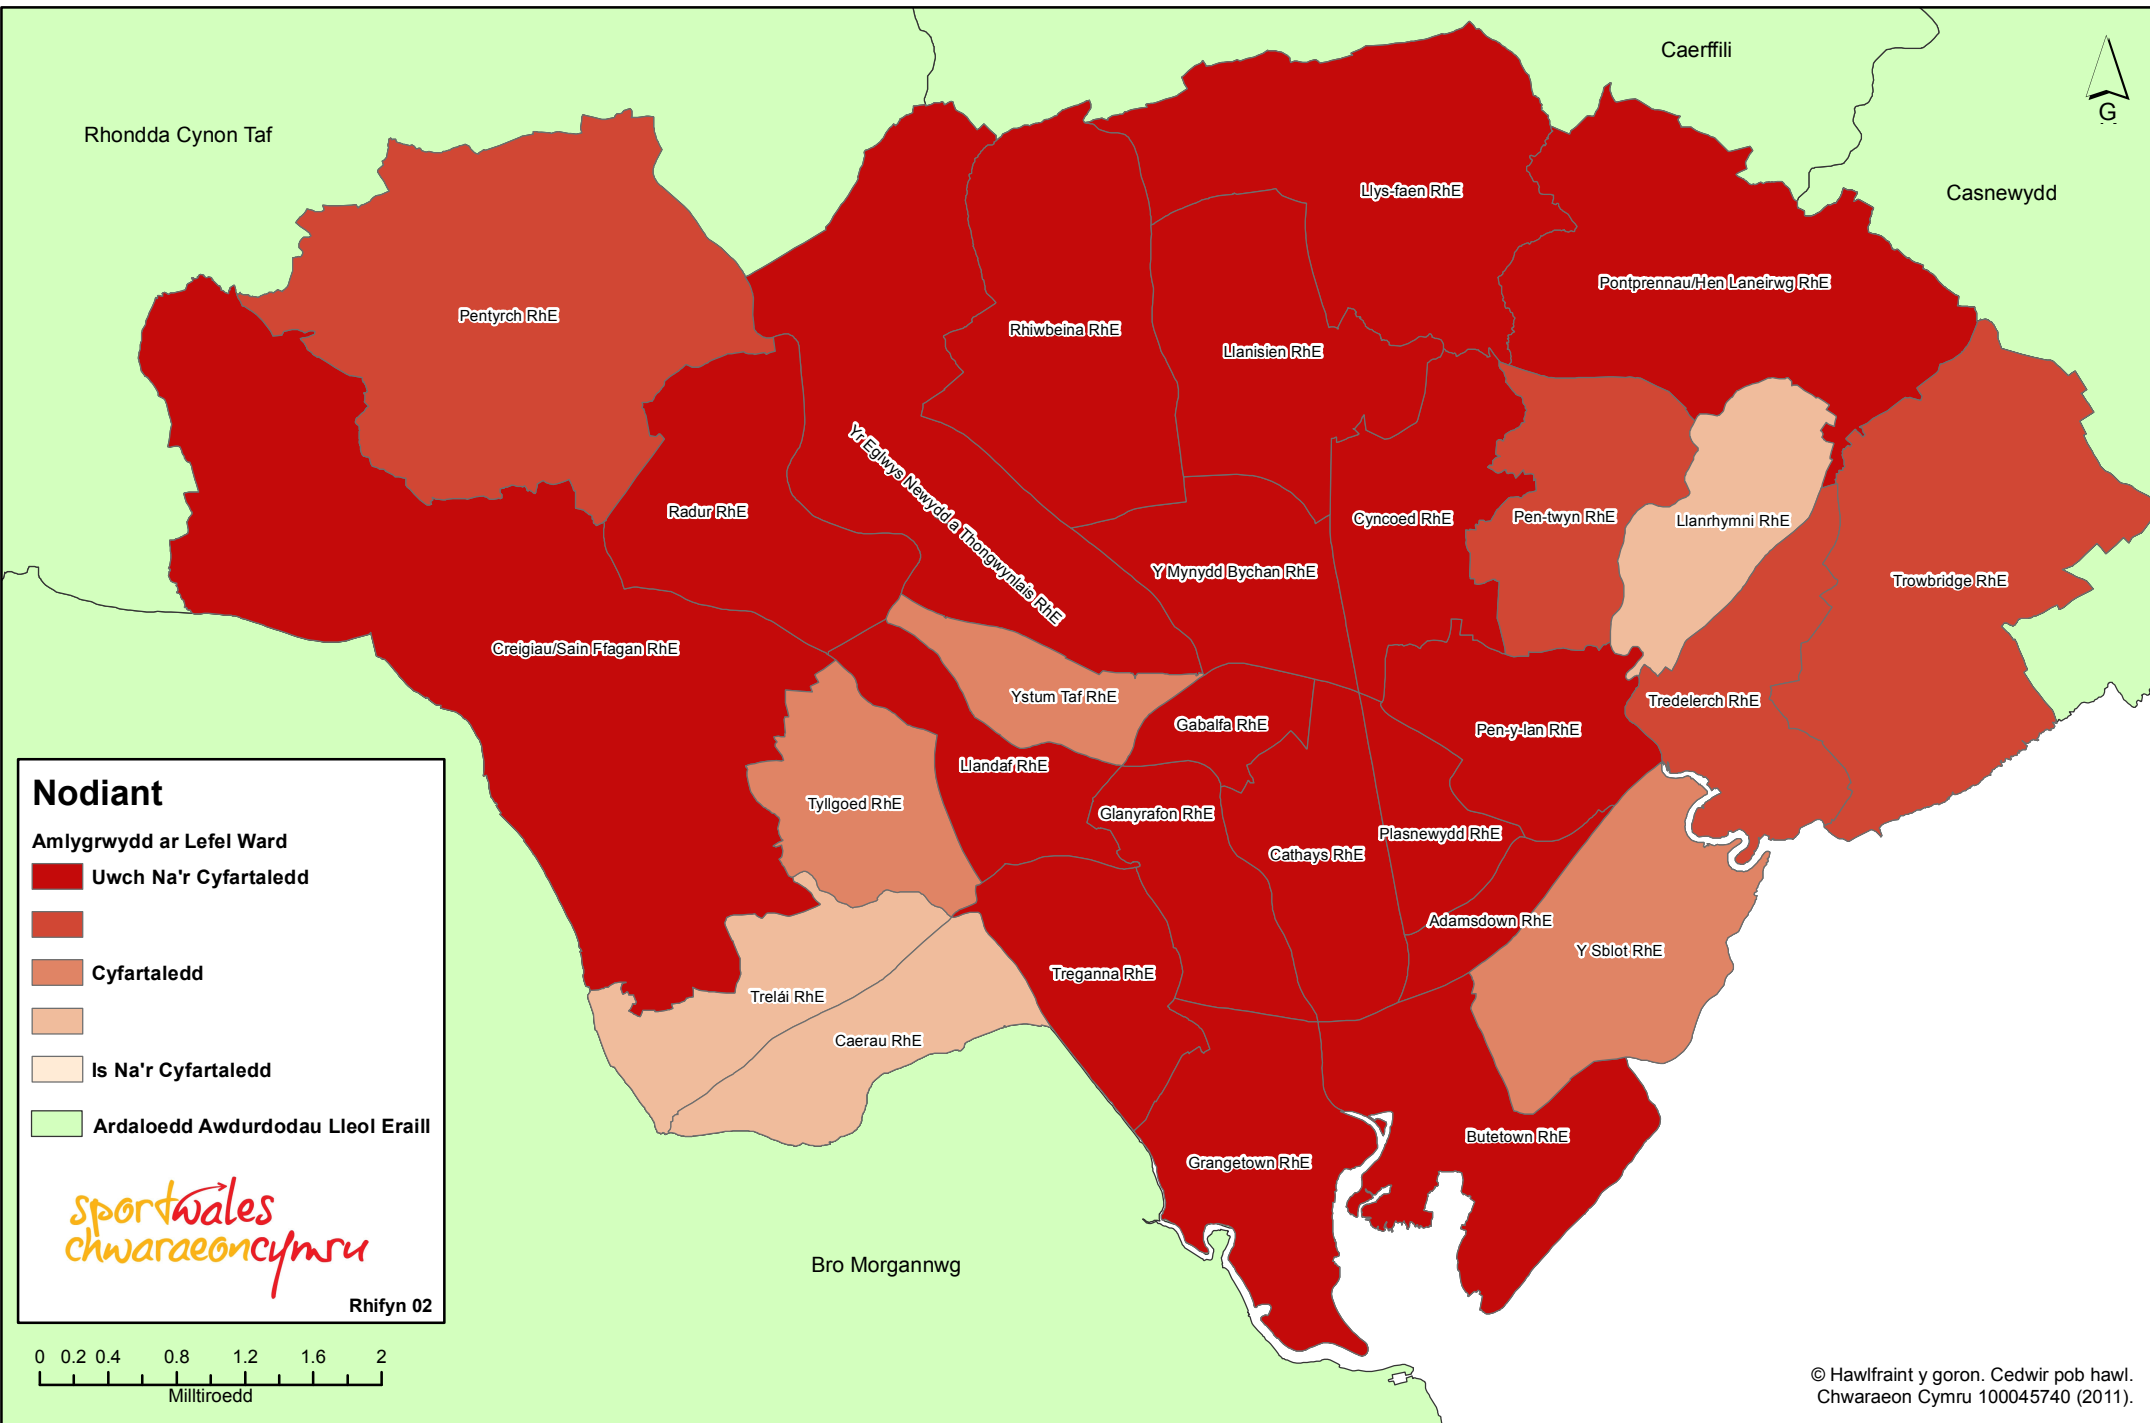 Caerffili
G
Rhondda Cynon Taf
Casnewydd
Llys-faen RhE
Pontprennau/Hen Laneirwg RhE
Pentyrch RhE
Rhiwbeina RhE
Llanisien RhE
Radur RhE
Yr Eglwys Newydd a Thongwynlais RhE
Cyncoed RhE
Pen-twyn RhE
Llanrhymni RhE
Y Mynydd Bychan RhE
Trowbridge RhE
Creigiau/Sain Ffagan RhE
Ystum Taf RhE
Tredelerch RhE
Gabalfa RhE
Pen-y-lan RhE
Llandaf RhE
Tyllgoed RhE
Glanyrafon RhE
Plasnewydd RhE
Cathays RhE
Adamsdown RhE
Y Sblot RhE
Treganna RhE
Trelái RhE
Caerau RhE
Butetown RhE
Grangetown RhE
Bro Morgannwg
Nodiant
Amlygrwydd ar Lefel Ward
Uwch Na'r Cyfartaledd
Cyfartaledd
Is Na'r Cyfartaledd
Ardaloedd Awdurdodau Lleol Eraill
sportwales
chwaraeoncymru
Rhifyn 02
0 0.2 0.4 0.8 1.2 1.6 2
Milltiroedd
© Hawlfraint y goron. Cedwir pob hawl.
Chwaraeon Cymru 100045740 (2011).